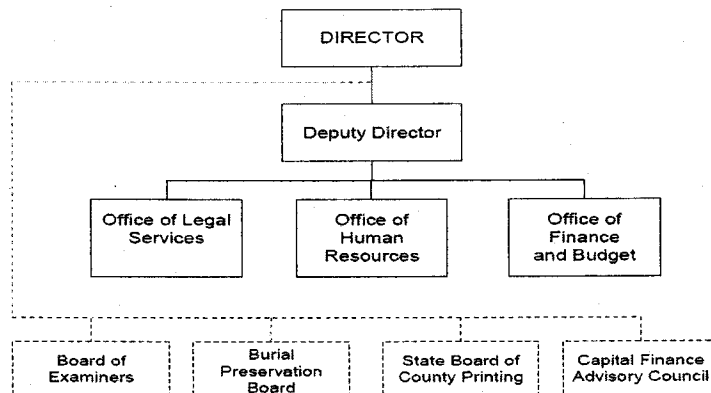 DIRECTOR
Deputy Director
Office of Legal
Services
Office of
Human
Resources
Office of
Finance
and Budget
Board of
Examiners
Burial
Preservation
Board
State Board of
County Printing
Capital Finance
Advisory Council